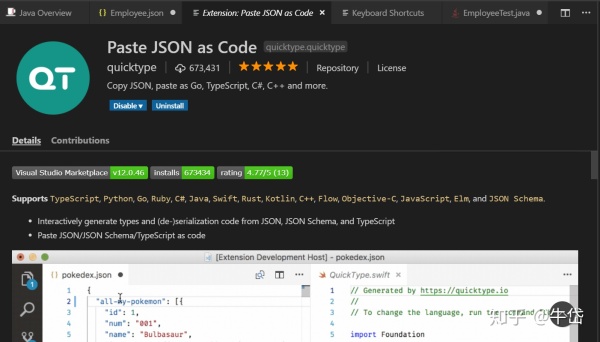 Java Overview
Employee.json
Extension: Paste JSON as Code
Keyboard Shortcuts
EmployeeTest.java
QT
Paste JSON as Code quicktype.quicktype
quicktype 673,431 Repository License
Copy JSON, paste as Go, TypeScript, C#, C++ and more.
Disable Uninstall
Details Contributions
Visual Studio Marketplace v12.0.46 installs 673434 rating 4.77/5 (13)
Supports TypeScript, Python, Go, Ruby, C#, Java, Swift, Rust, Kotlin, C++, Flow, Objective-C, JavaScript, Elm, and JSON Schema.
Interactively generate types and (de-)serialization code from JSON, JSON Schema, and TypeScript
Paste JSON/JSON Schema/TypeScript as code
[Extension Development Host] - pokedex.json
{} pokedex.json
QuickType.swift
1 {
2 "all-my-pokemon": [{
3 "id": 1,
4 "num": "001",
5 "name": "Bulbasaur",
1 // Generated by https://quicktype.io
2 //
3 // To change the language, run
4
5 import Foundation
知乎 @牛岱